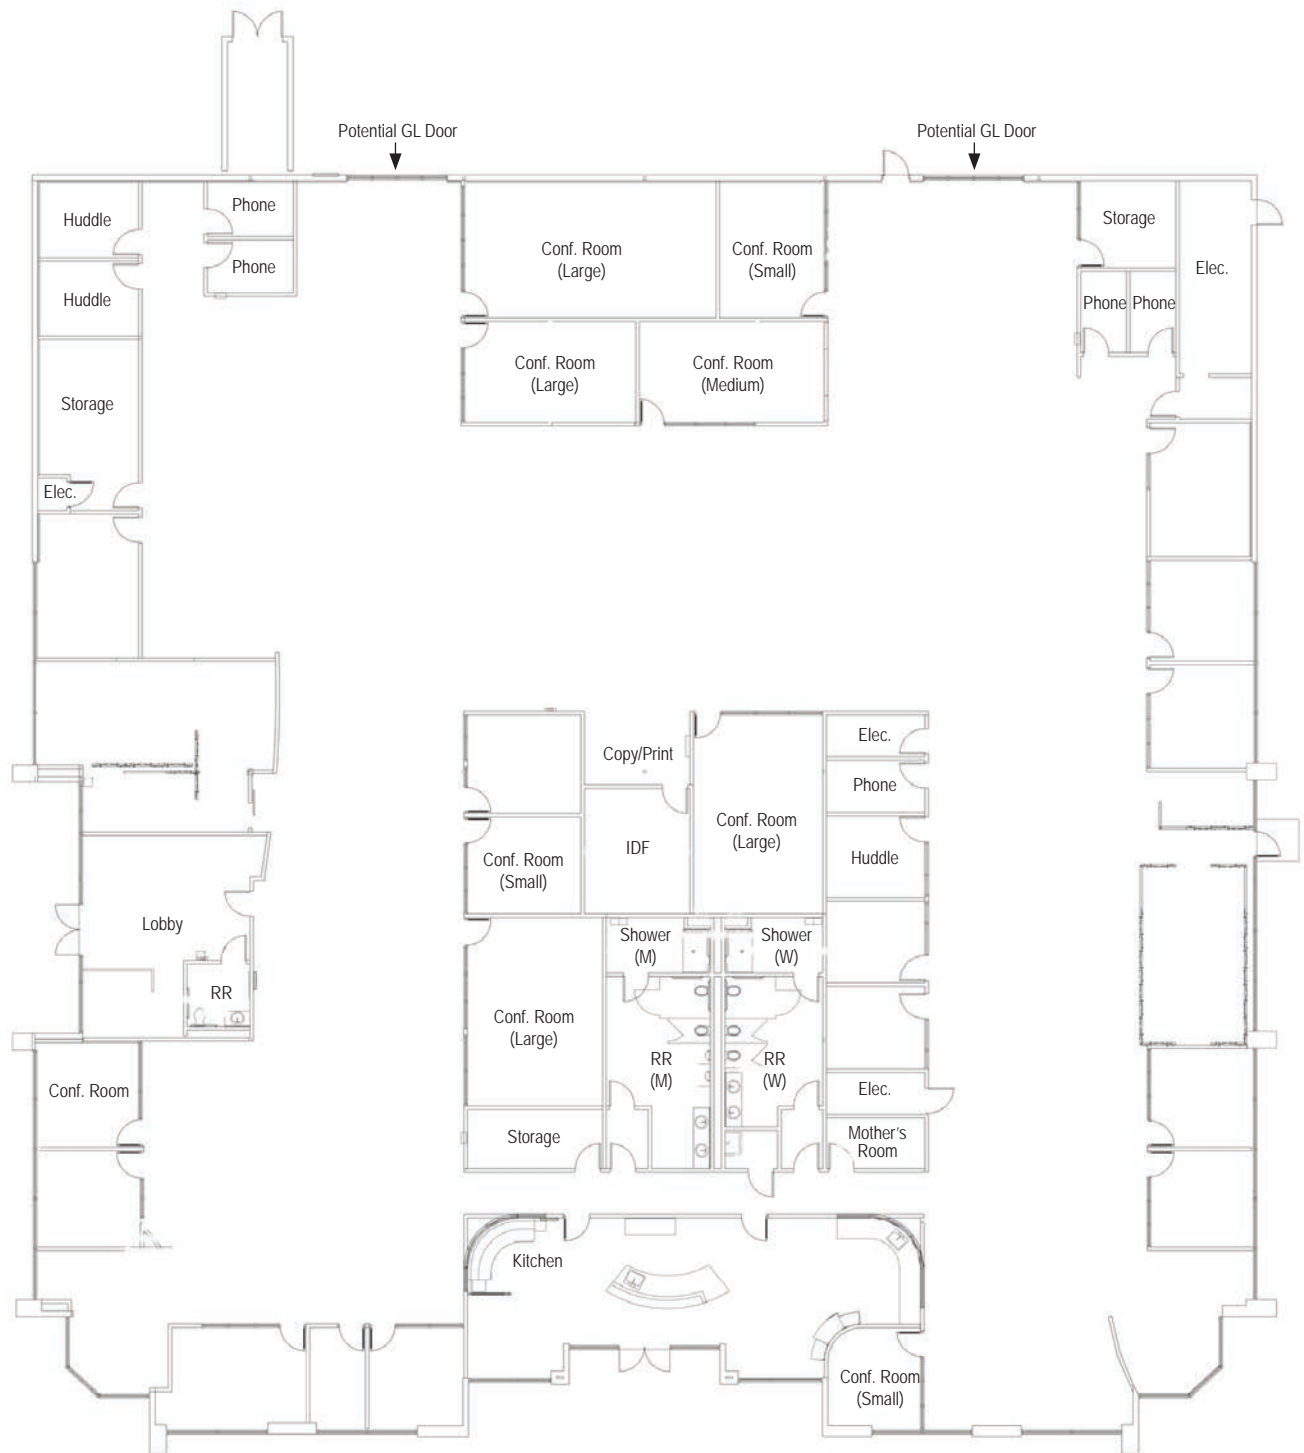 Potential GL Door
Potential GL Door
Huddle
Phone
Storage
Conf. Room
(Large)
Conf. Room
(Small)
Phone
Elec.
Huddle
Phone
Phone
Conf. Room
(Large)
Conf. Room
(Medium)
Storage
Elec.
Elec.
Copy/Print
Phone
Conf. Room
(Large)
IDF
Huddle
Conf. Room
(Small)
Lobby
Shower
(M)
Shower
(W)
RR
Conf. Room
(Large)
RR
(M)
RR
(W)
Conf. Room
Elec.
Storage
Mother's
Room
Kitchen
Conf. Room
(Small)